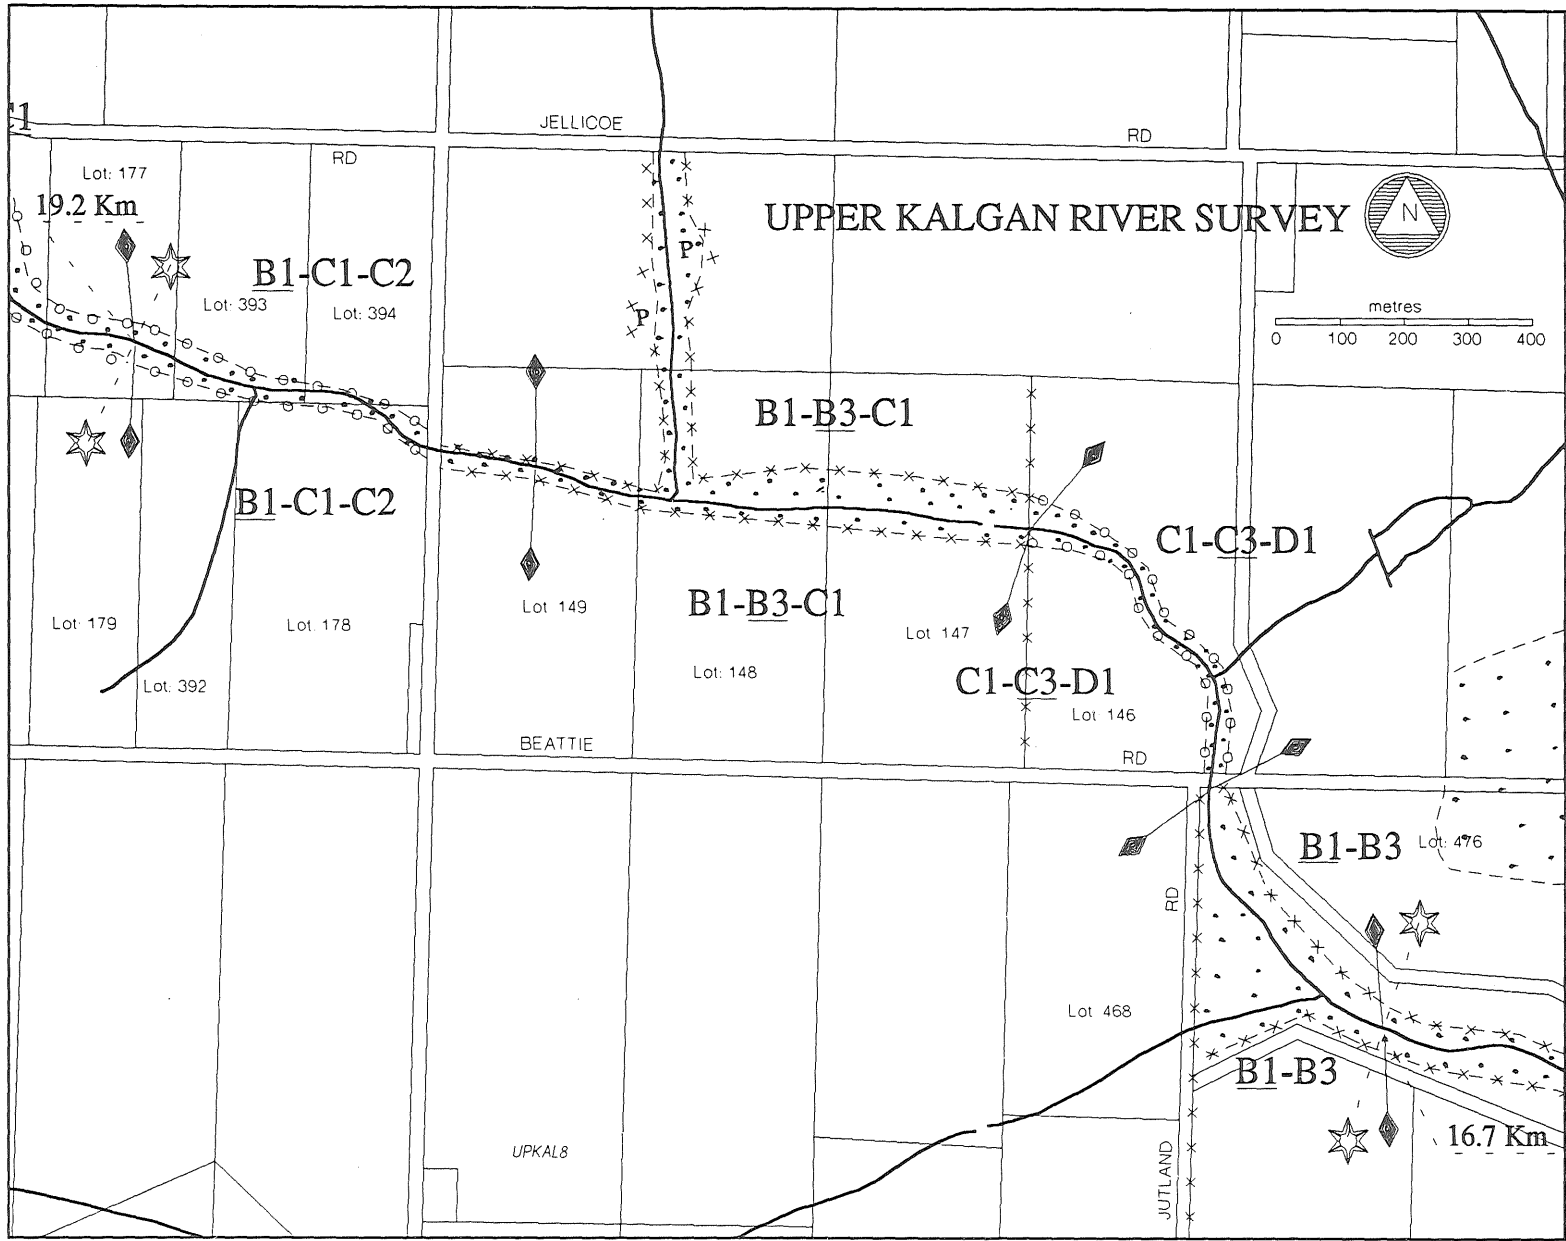 JELLICOE
RD
RD
Lot: 177
19.2 Km
UPPER KALGAN RIVER SURVEY
N
P
B1-C1-C2
Lot: 393
Lot: 394
P
metres
0 100 200 300 400
B1-B3-C1
B1-C1-C2
C1-C3-D1
B1-B3-C1
Lot 149
Lot: 179
Lot: 178
Lot 147
Lot: 148
C1-C3-D1
Lot: 392
Lot 146
BEATTIE
RD
B1-B3
Lot: 476
RD
Lot 468
B1-B3
16.7 Km
UPKAL8
JUTLAND